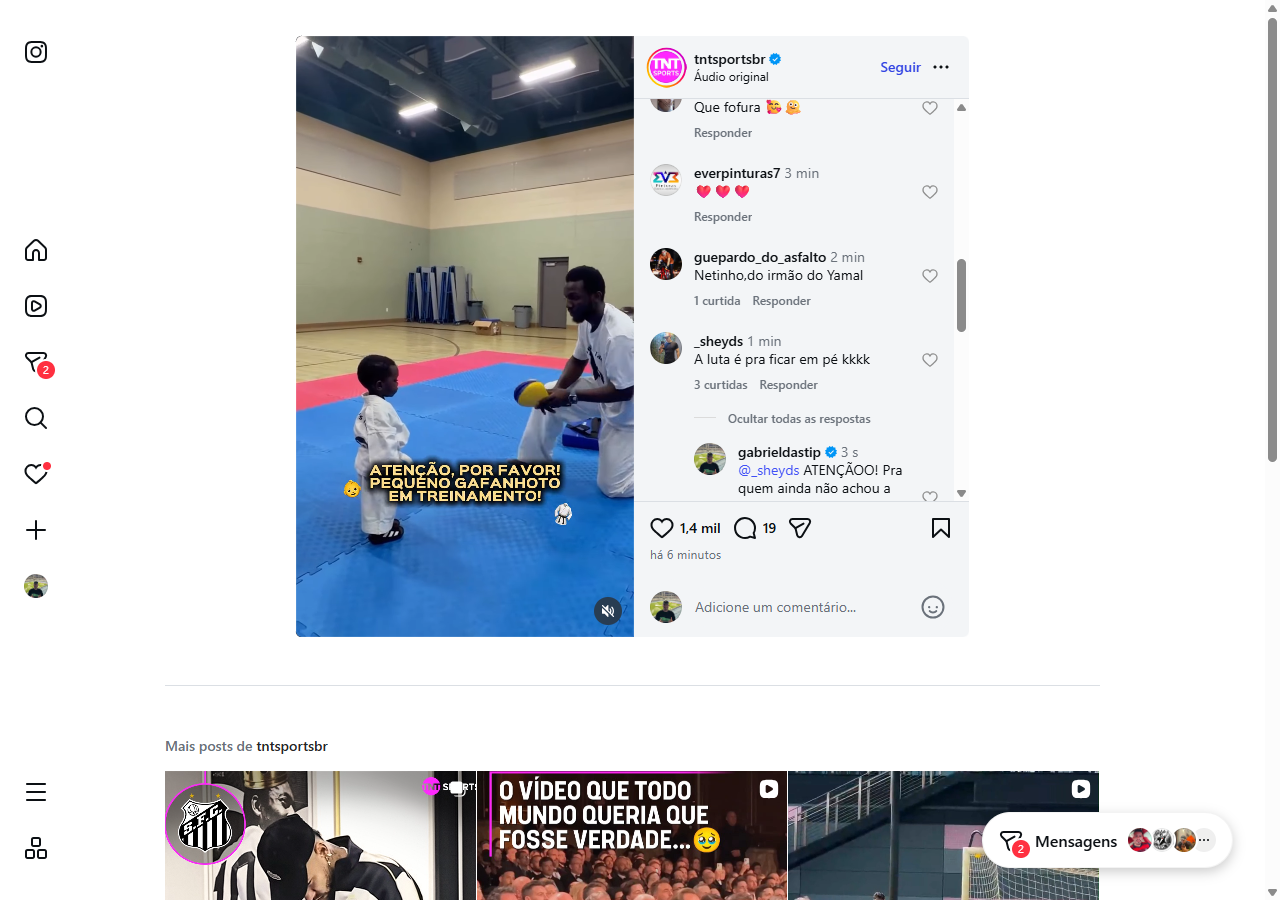 tntsportsbr
Áudio original
Seguir
TNT
SPORTS
Que fofura 🥰 🫠
Responder
everpinturas7 3 min
❤️ ❤️ ❤️
Responder
guepardo_do_asfalto 2 min
Netinho,do irmão do Yamal
1 curtida Responder
_sheyds 1 min
A luta é pra ficar em pé kkkk
3 curtidas Responder
Ocultar todas as respostas
gabrieldastip 3 s
@_sheyds ATENÇÃOO! Pra
quem ainda não achou a
ATENÇÃO, POR FAVOR!
PEQUENO GAFANHOTO
EM TREINAMENTO!
1,4 mil 19
há 6 minutos
Adicione um comentário...
2
Mais posts de tntsportsbr
TNT SPORTS
O VÍDEO QUE TODO
MUNDO QUERIA QUE
FOSSE VERDADE...🥹
Mensagens
2